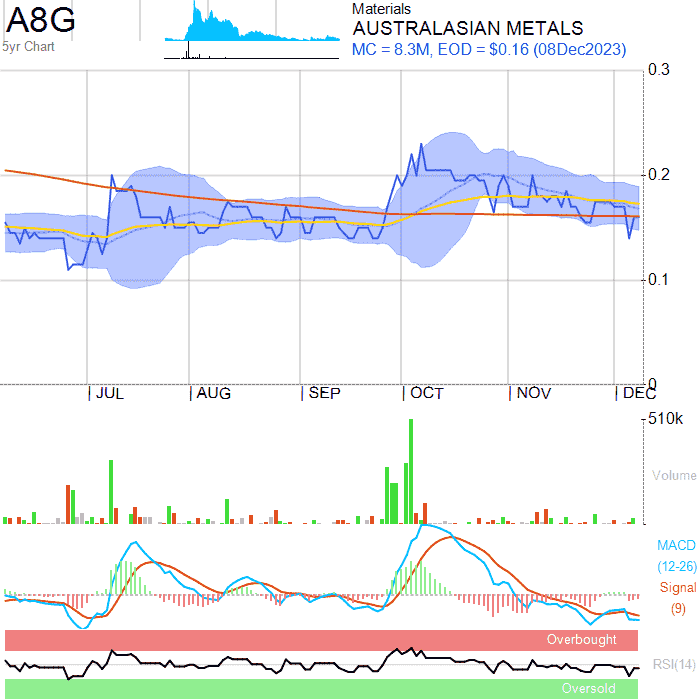 A8G
5yr Chart
Materials
AUSTRALASIAN METALS
MC = 8.3M, EOD = $0.16 (08Dec2023)
0.3
0.2
0.1
0
JUL
AUG
SEP
OCT
NOV
DEC
510k
Volume
MACD
(12-26)
Signal
(9)
Overbought
RSI(14)
Oversold